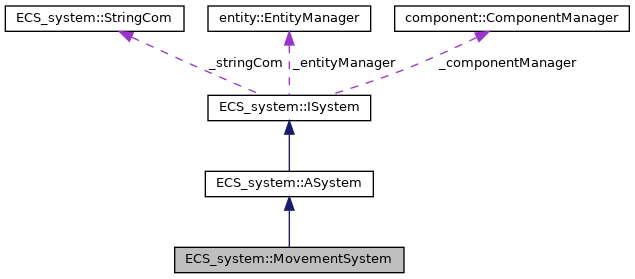 ECS_system::StringCom
entity::EntityManager
component::ComponentManager
_stringCom
_entityManager
_componentManager
ECS_system::ISystem
ECS_system::ASystem
ECS_system::MovementSystem